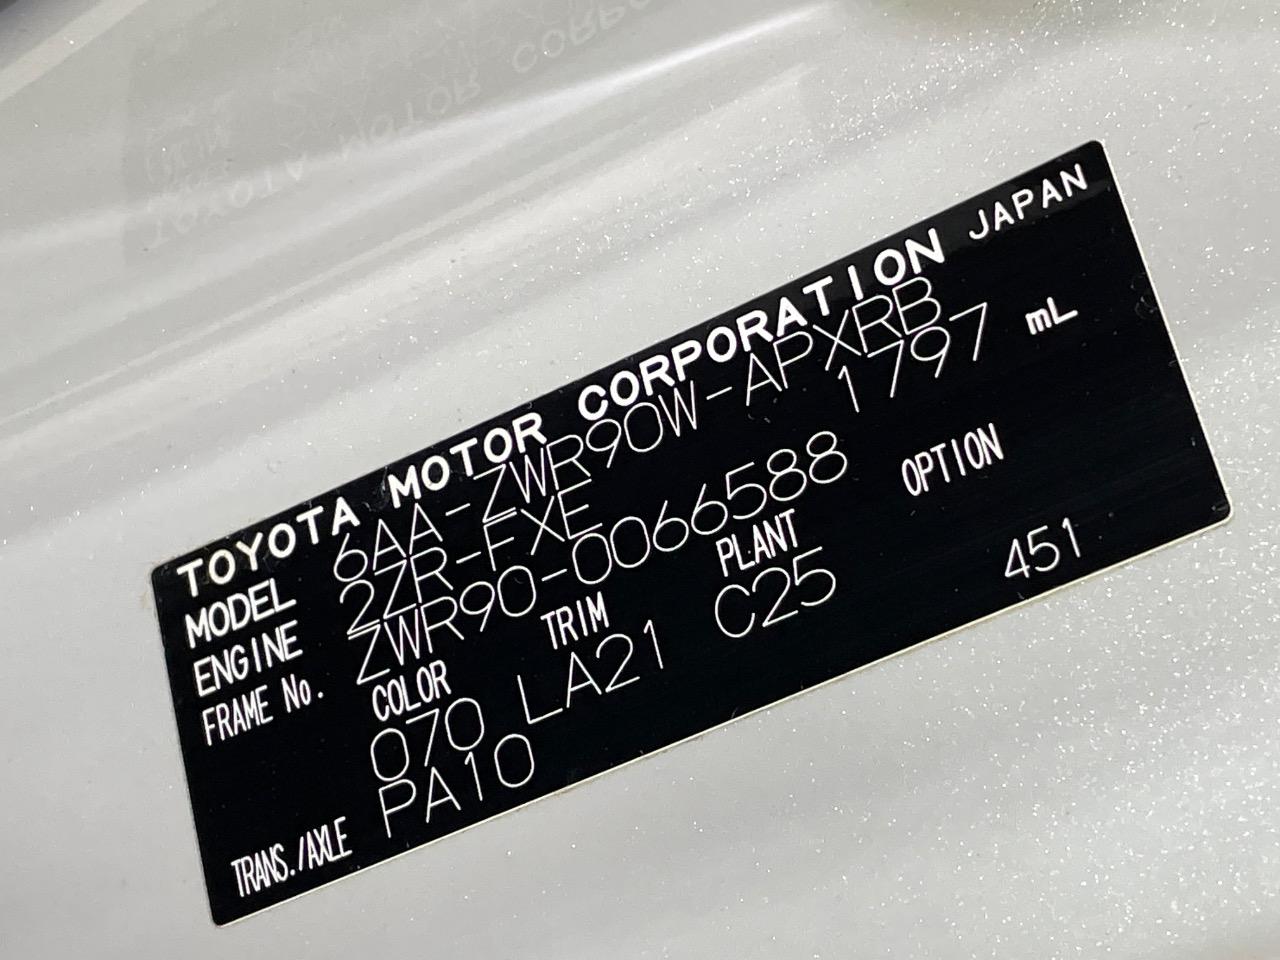 TOYOTA MOTOR CORPORATION JAPAN
MODEL 6AA-ZWR90W-APXRB
ENGINE 2ZR-FXE 1797 mL
FRAME No. ZWR90-0066588
COLOR TRIM PLANT OPTION
070 LA21 C25 451
TRANS./AXLE PA10